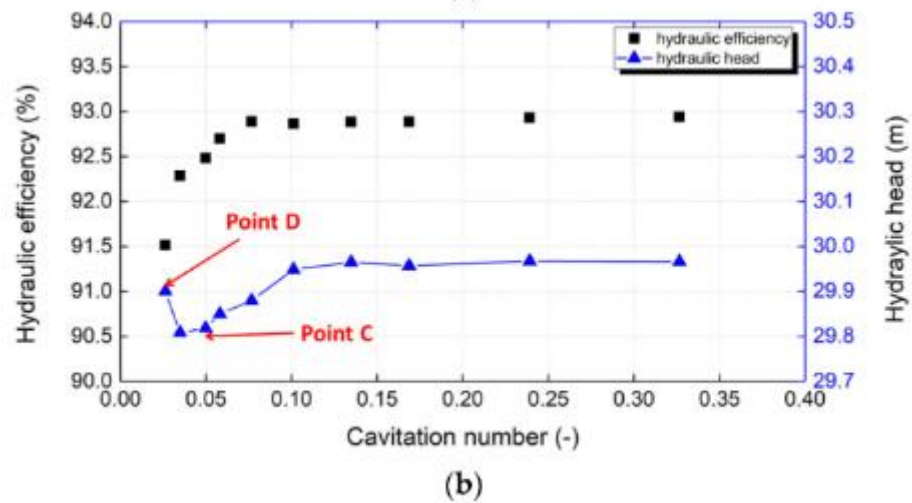 94.0
93.5
93.0
92.5
92.0
91.5
91.0
90.5
90.0
Hydraulic efficiency (%)
hydraulic efficiency
hydraulic head
Point D
Point C
30.5
30.4
30.3
30.2
30.0
29.9
29.8
29.7
Hydraylic head (m)
0.00 0.05 0.10 0.15 0.20 0.25 0.30 0.35 0.40
Cavitation number (-)
(b)